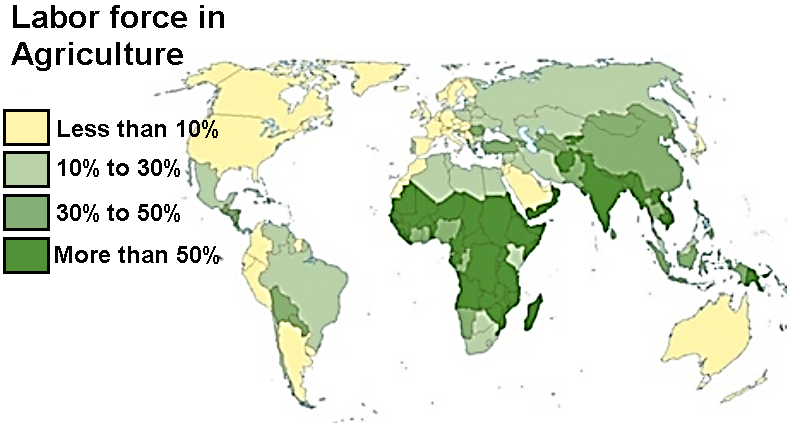 Labor force in
Agriculture
Less than 10%
10% to 30%
30% to 50%
More than 50%